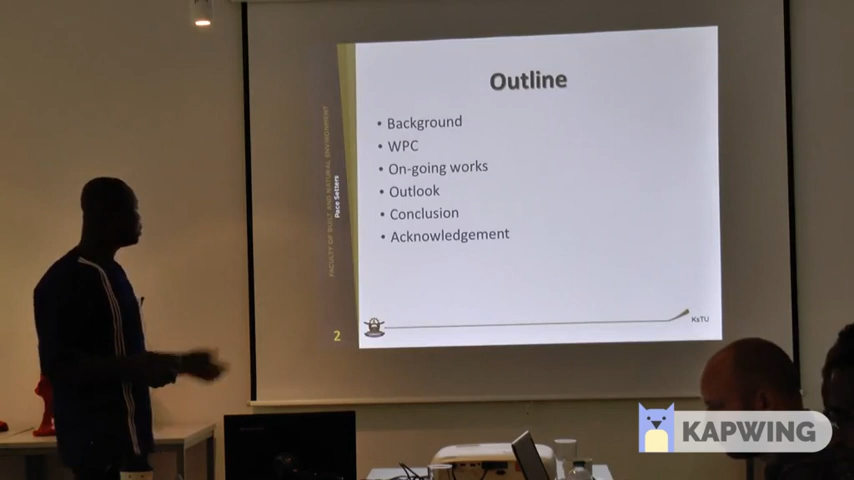 Outline
• Background
• WPC
• On-going works
• Outlook
• Conclusion
• Acknowledgement
FACULTY OF BUILT AND NATURAL ENVIRONMENT
Pace Setters
2
KsTU
KAPWING